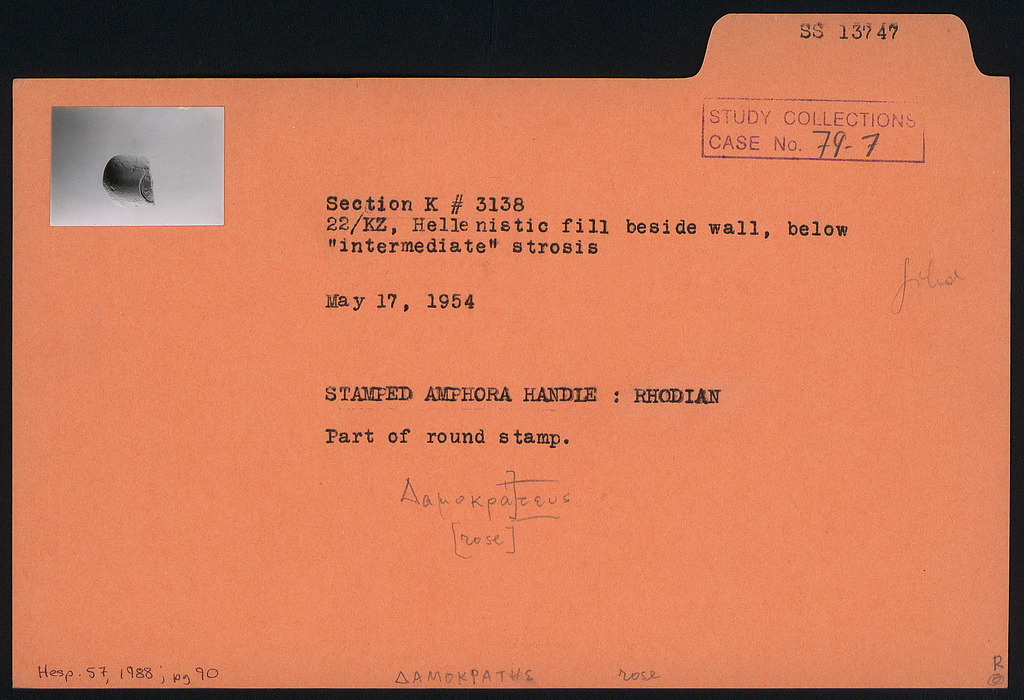 SS 13747
STUDY COLLECTIONS
CASE No. 79-7
Section K # 3138
22/KZ, Hellenistic fill beside wall, below
"intermediate" strosis
filed
May 17, 1954
STAMPED AMPHORA HANDLE : RHODIAN
Part of round stamp.
Δαμοκρα]τευς
[rose]
Hesp. 57, 1988; pg 90
ΔΑΜΟΚΡΑΤΗΣ rose
R